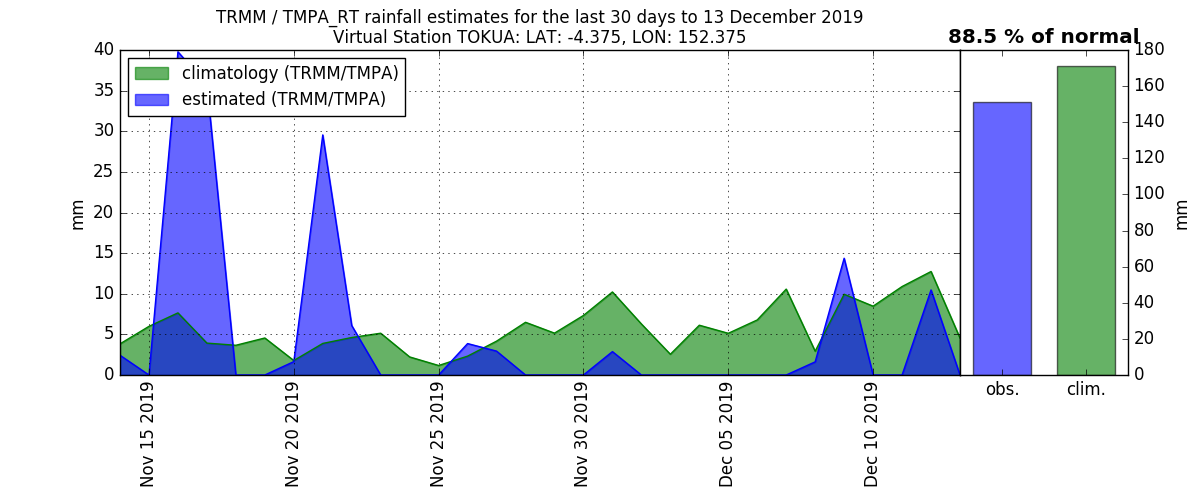 TRMM / TMPA_RT rainfall estimates for the last 30 days to 13 December 2019
Virtual Station TOKUA: LAT: -4.375, LON: 152.375
88.5 % of normal
climatology (TRMM/TMPA)
estimated (TRMM/TMPA)
40
35
30
25
20
15
10
5
0
mm
Nov 15 2019
Nov 20 2019
Nov 25 2019
Nov 30 2019
Dec 05 2019
Dec 10 2019
obs.
clim.
180
160
140
120
100
80
60
40
20
0
mm